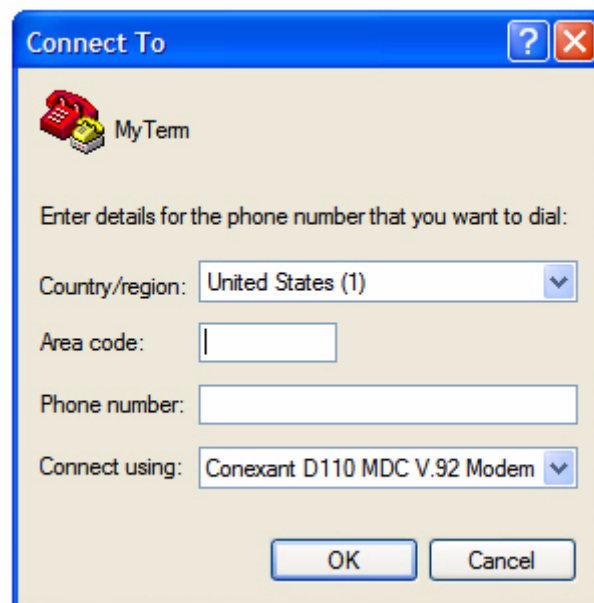 Connect To
?
MyTerm
Enter details for the phone number that you want to dial:
Country/region: United States (1)
Area code:
Phone number:
Connect using: Conexant D110 MDC V.92 Modem
OK Cancel